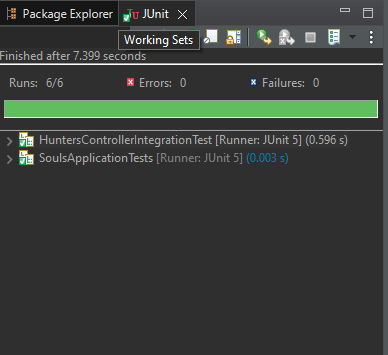 Package Explorer JUnit
Working Sets
Finished after 7.399 seconds
Runs: 6/6 Errors: 0 Failures: 0
HuntersControllerIntegrationTest [Runner: JUnit 5] (0.596 s)
SoulsApplicationTests [Runner: JUnit 5] (0.003 s)